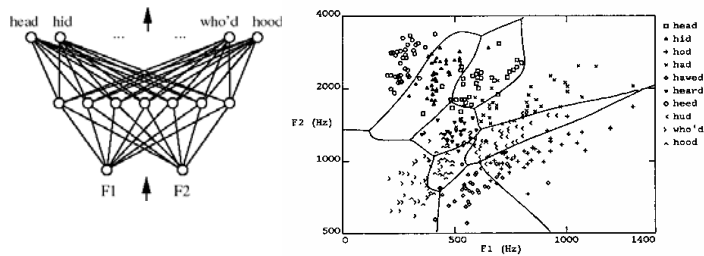 head hid ... ... who'd hood
F1 F2
4000
2000
F2 (Hz)
1000
500
0 500 1000 1400
F1 (Hz)
head
hid
hod
had
hawed
heard
heed
hud
who'd
hood